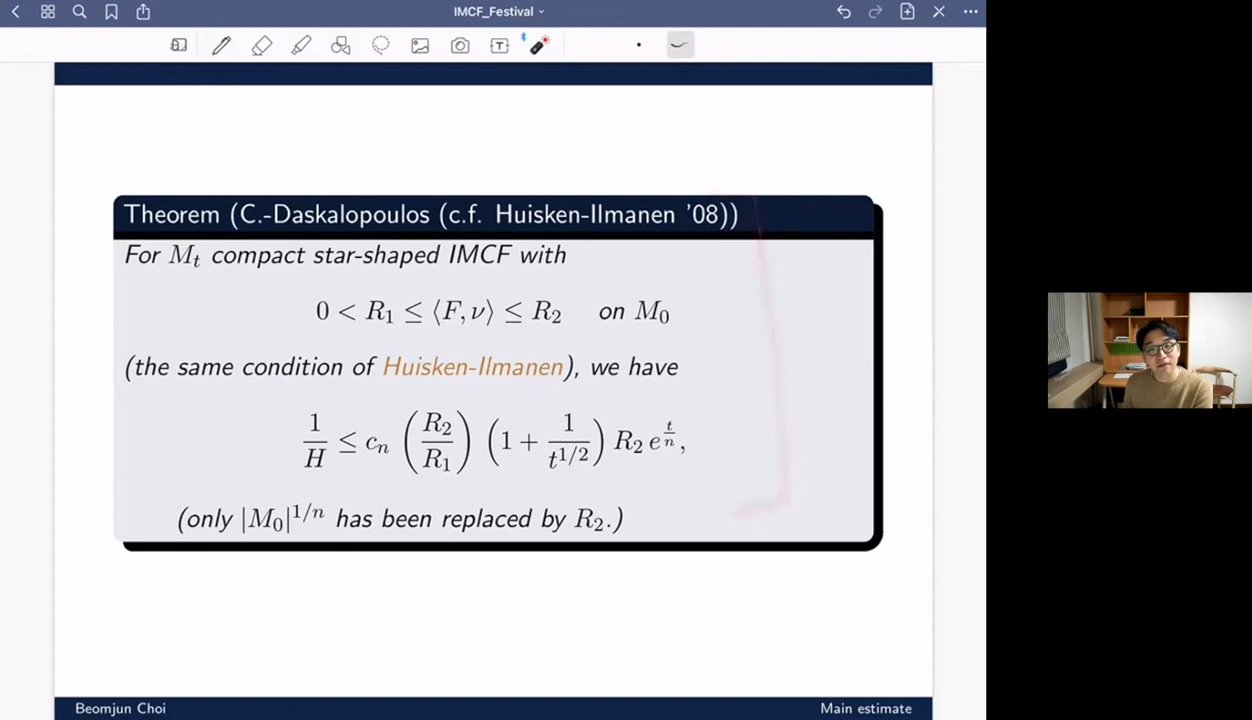 IMCF_Festival
Theorem (C.-Daskalopoulos (c.f. Huisken-Ilmanen '08))
For M_t compact star-shaped IMCF with
0 < R_1 ≤ ⟨F, ν⟩ ≤ R_2 on M_0
(the same condition of Huisken-Ilmanen), we have
1/H ≤ c_n (R_2/R_1) (1 + 1/t^{1/2}) R_2 e^{t/n},
(only |M_0|^{1/n} has been replaced by R_2.)
Beomjun Choi
Main estimate